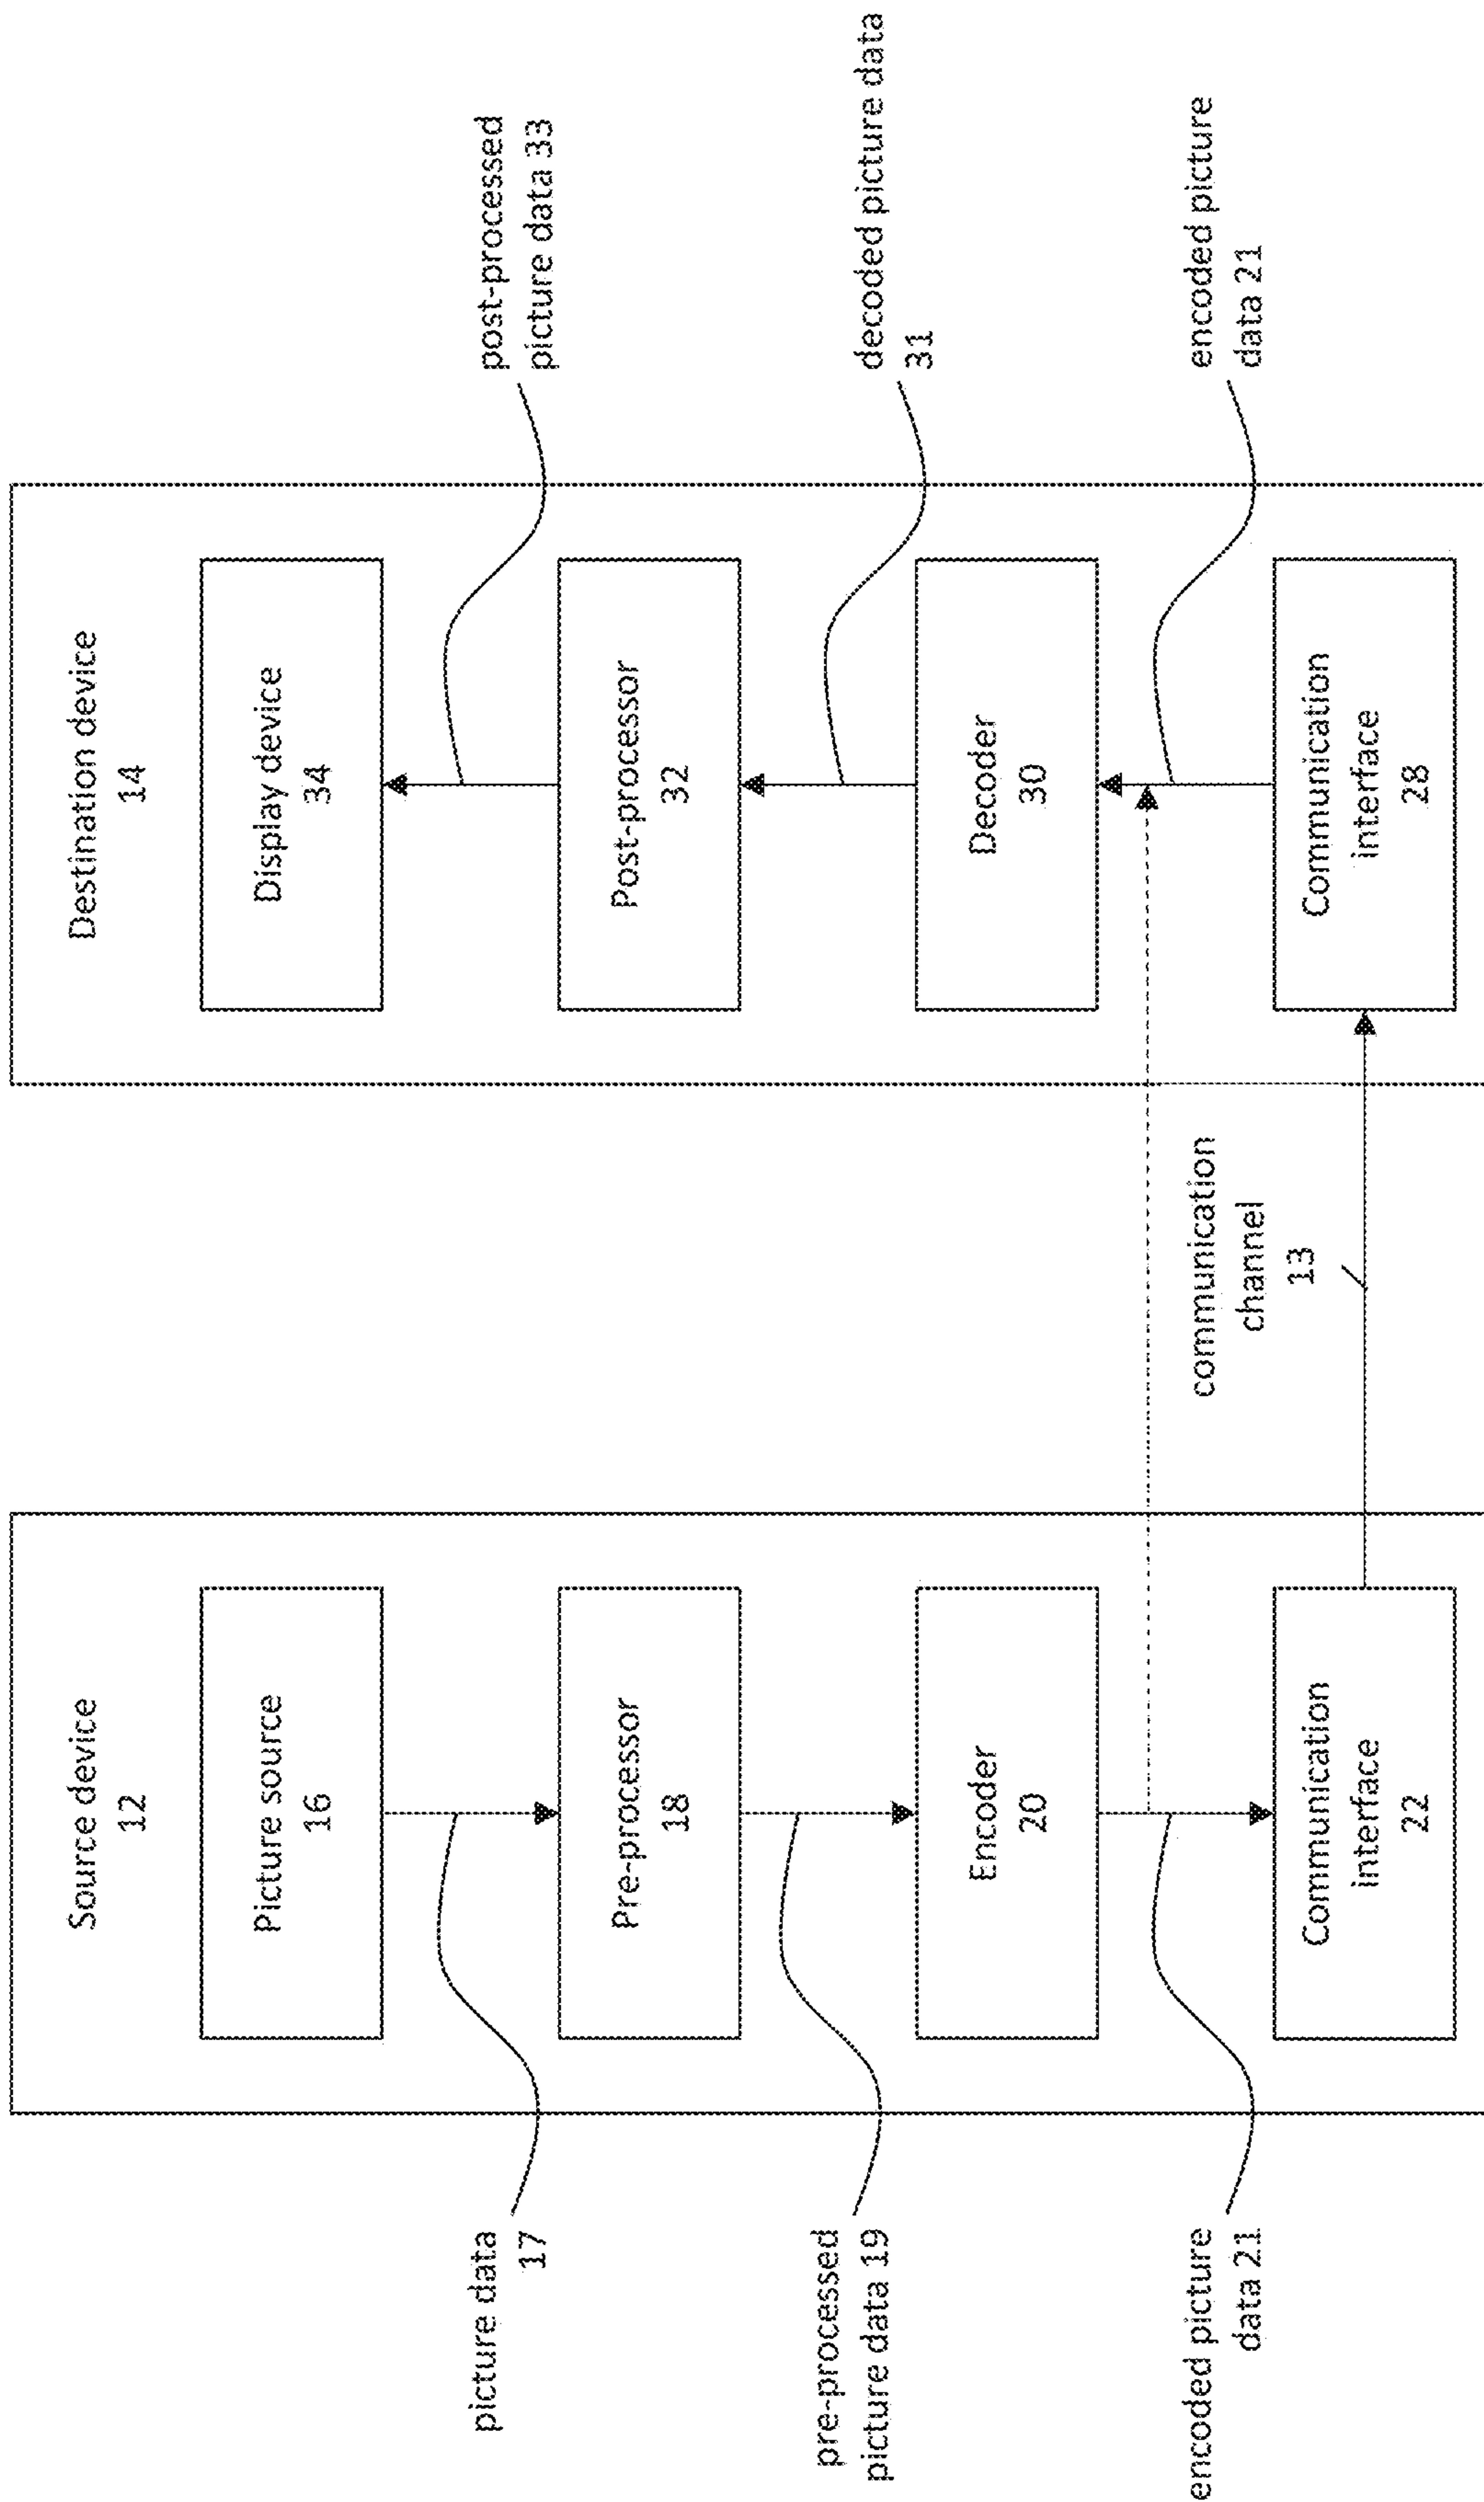 Source device
12
Picture source
16
picture data
17
Pre-processor
18
pre-processed
picture data 19
Encoder
20
encoded picture
data 21
Communication
interface
22
communication
channel
13
Destination device
14
Display device
34
post-processed
picture data 33
Post-processor
32
decoded picture data
31
Decoder
30
encoded picture
data 21
Communication
interface
28